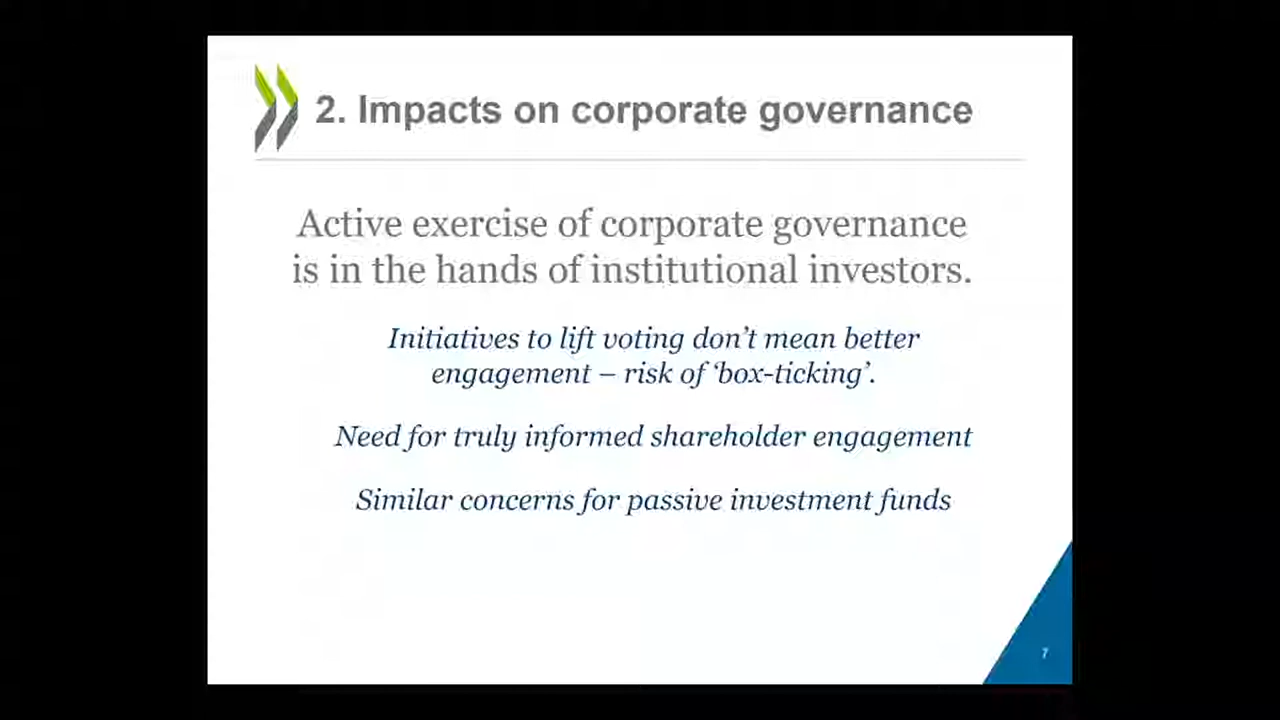 2. Impacts on corporate governance
Active exercise of corporate governance
is in the hands of institutional investors.
Initiatives to lift voting don’t mean better
engagement – risk of ‘box-ticking’.
Need for truly informed shareholder engagement
Similar concerns for passive investment funds
7